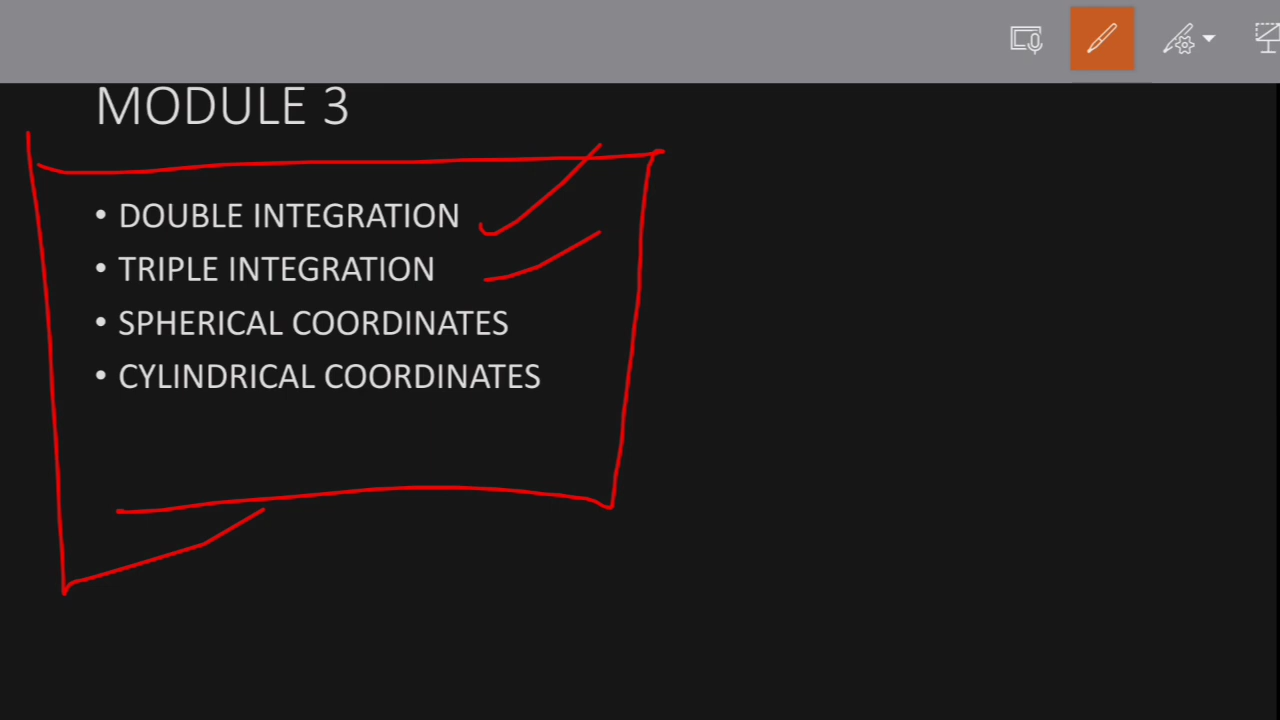 MODULE 3
• DOUBLE INTEGRATION
• TRIPLE INTEGRATION
• SPHERICAL COORDINATES
• CYLINDRICAL COORDINATES